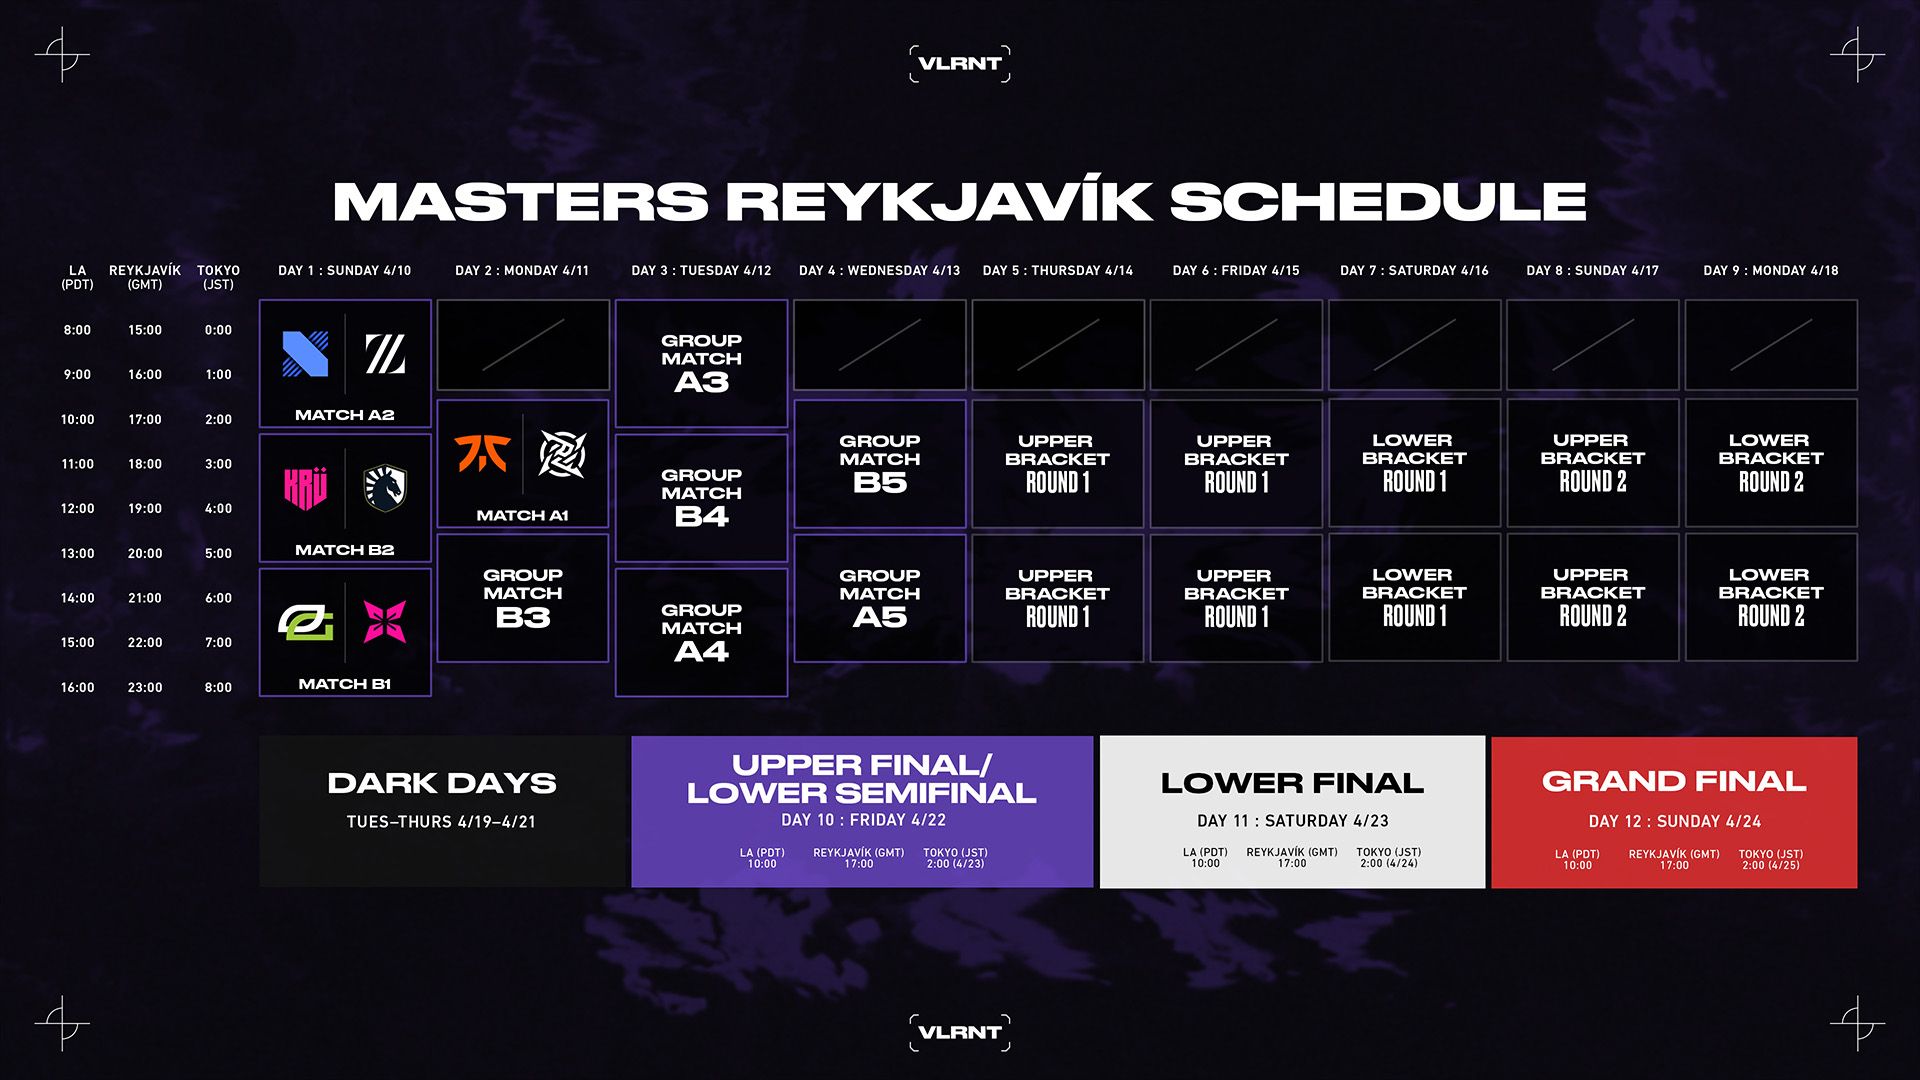 VLRNT
MASTERS REYKJAVÍK SCHEDULE
LA
(PDT)
REYKJAVÍK
(GMT)
TOKYO
(JST)
DAY 1 : SUNDAY 4/10
DAY 2 : MONDAY 4/11
DAY 3 : TUESDAY 4/12
DAY 4 : WEDNESDAY 4/13
DAY 5 : THURSDAY 4/14
DAY 6 : FRIDAY 4/15
DAY 7 : SATURDAY 4/16
DAY 8 : SUNDAY 4/17
DAY 9 : MONDAY 4/18
8:00 15:00 0:00
9:00 16:00 1:00
10:00 17:00 2:00
11:00 18:00 3:00
12:00 19:00 4:00
13:00 20:00 5:00
14:00 21:00 6:00
15:00 22:00 7:00
16:00 23:00 8:00
MATCH A2
KRÜ
MATCH B2
MATCH B1
MATCH A1
GROUP
MATCH
B3
GROUP
MATCH
A3
GROUP
MATCH
B4
GROUP
MATCH
A4
GROUP
MATCH
B5
GROUP
MATCH
A5
UPPER
BRACKET
ROUND 1
UPPER
BRACKET
ROUND 1
UPPER
BRACKET
ROUND 1
UPPER
BRACKET
ROUND 1
LOWER
BRACKET
ROUND 1
LOWER
BRACKET
ROUND 1
UPPER
BRACKET
ROUND 2
UPPER
BRACKET
ROUND 2
LOWER
BRACKET
ROUND 2
LOWER
BRACKET
ROUND 2
DARK DAYS
TUES–THURS 4/19–4/21
UPPER FINAL/
LOWER SEMIFINAL
DAY 10 : FRIDAY 4/22
LA (PDT) REYKJAVÍK (GMT) TOKYO (JST)
10:00 17:00 2:00 (4/23)
LOWER FINAL
DAY 11 : SATURDAY 4/23
LA (PDT) REYKJAVÍK (GMT) TOKYO (JST)
10:00 17:00 2:00 (4/24)
GRAND FINAL
DAY 12 : SUNDAY 4/24
LA (PDT) REYKJAVÍK (GMT) TOKYO (JST)
10:00 17:00 2:00 (4/25)
VLRNT